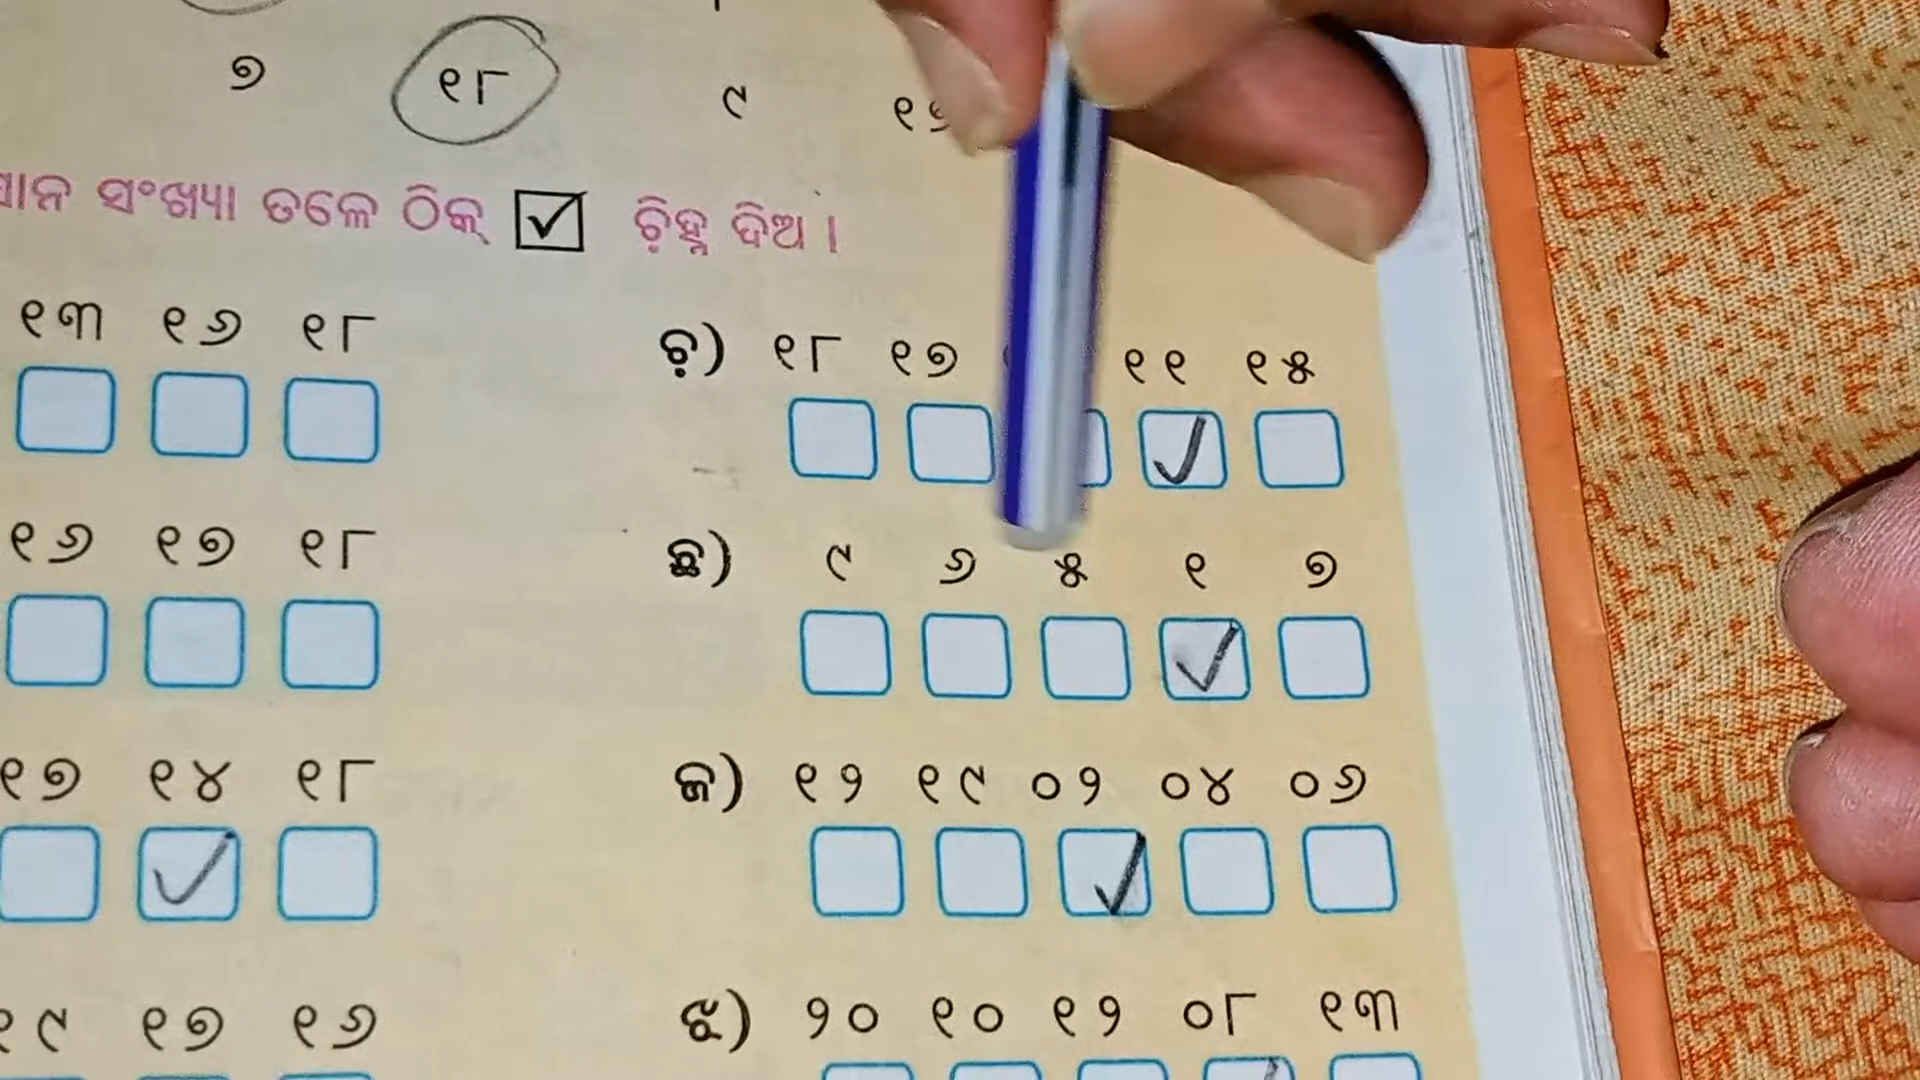 ୭ ୧୮ ୯
ସଂଖ୍ୟା ତଳେ ଠିକ୍ ☑ ଚିହ୍ନ ଦିଅ ।
୧୩ ୧୬ ୧୮
ଚ) ୧୮ ୧୭ ୧୧ ୧୫
୧୬ ୧୭ ୧୮
ଛ) ୯ ୬ ୫ ୧ ୭
୧୭ ୧୪ ୧୮
ଜ) ୧୨ ୧୯ ୦୨ ୦୪ ୦୬
୧୯ ୧୭ ୧୬
ଝ) ୨୦ ୧୦ ୧୨ ୦୮ ୧୩